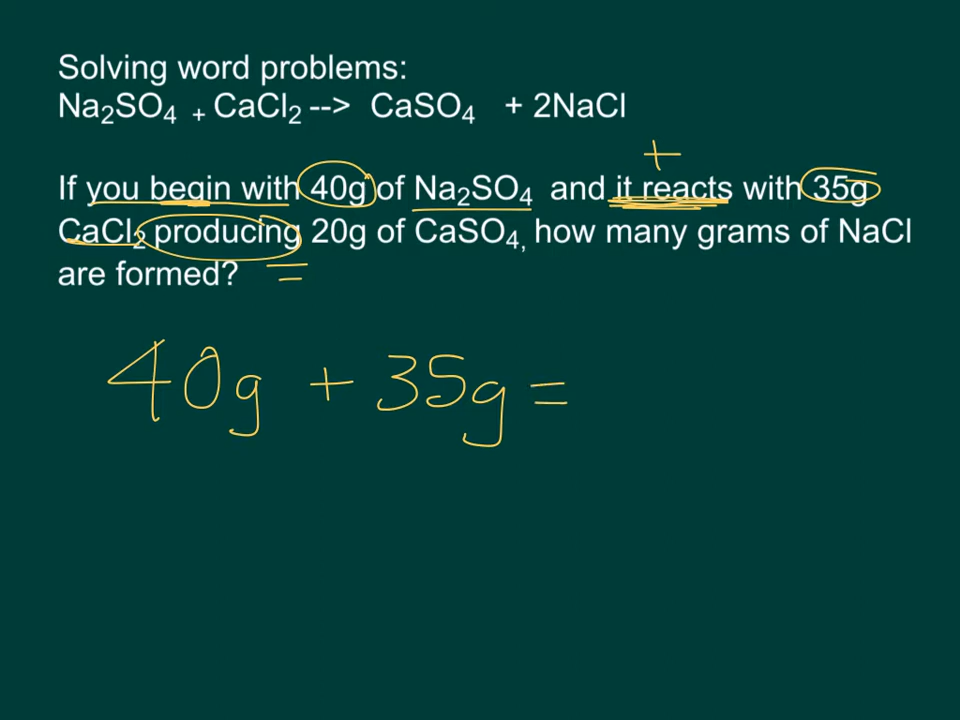 Solving word problems:
Na₂SO₄ + CaCl₂ --> CaSO₄ + 2NaCl
+
If you begin with 40g of Na₂SO₄ and it reacts with 35g
CaCl₂ producing 20g of CaSO₄, how many grams of NaCl
are formed? =
40g + 35g =